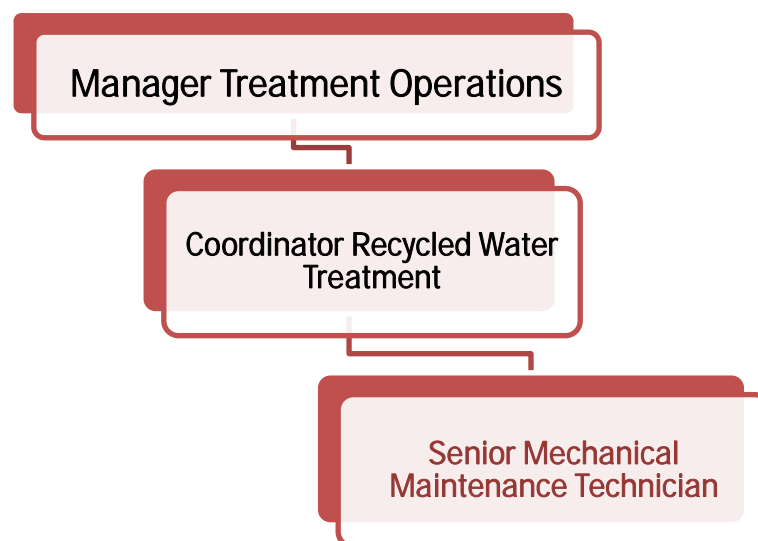 Manager Treatment Operations
Coordinator Recycled Water
Treatment
Senior Mechanical
Maintenance Technician